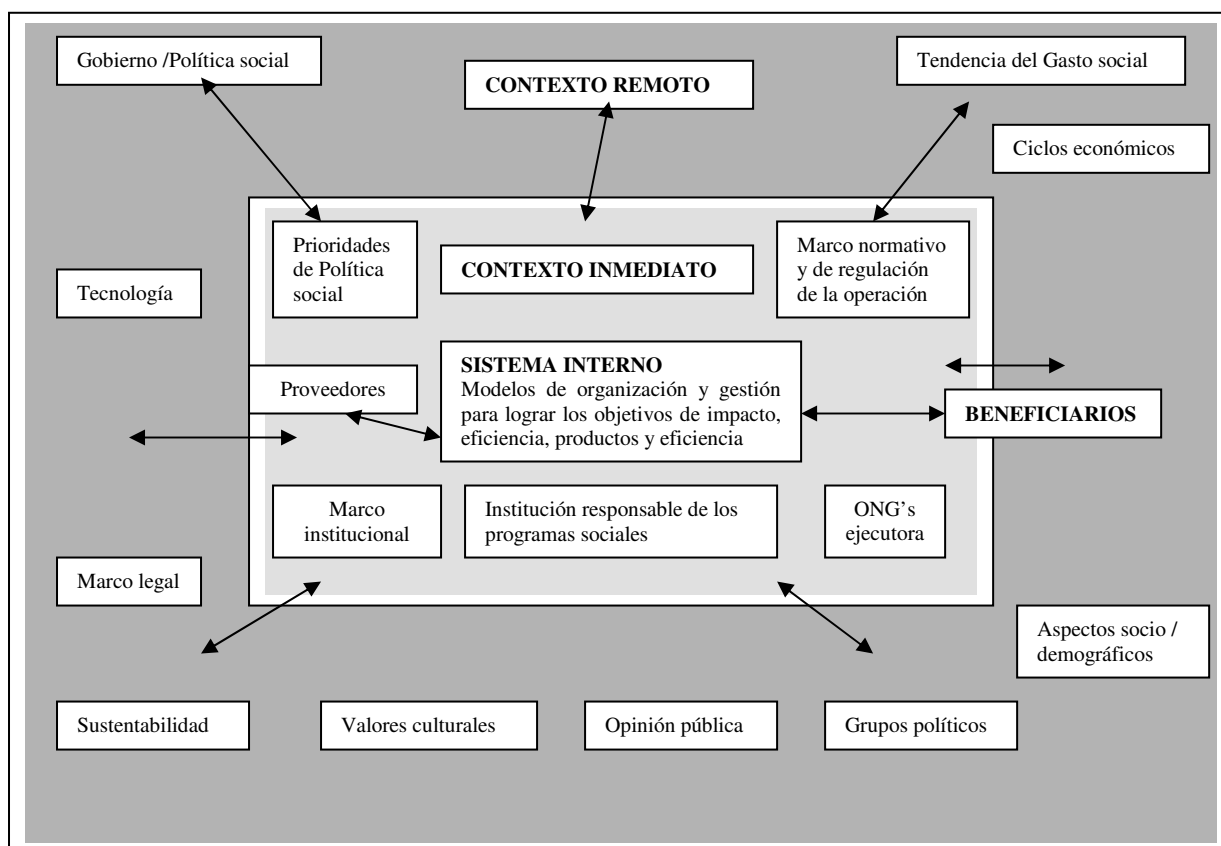 Gobierno /Política social
CONTEXTO REMOTO
Tendencia del Gasto social
Ciclos económicos
Prioridades
de Política
social
CONTEXTO INMEDIATO
Marco normativo
y de regulación
de la operación
Tecnología
Proveedores
SISTEMA INTERNO
Modelos de organización y gestión
para lograr los objetivos de impacto,
eficiencia, productos y eficiencia
BENEFICIARIOS
Marco
institucional
Institución responsable de los
programas sociales
ONG’s
ejecutora
Marco legal
Aspectos socio /
demográficos
Sustentabilidad
Valores culturales
Opinión pública
Grupos políticos